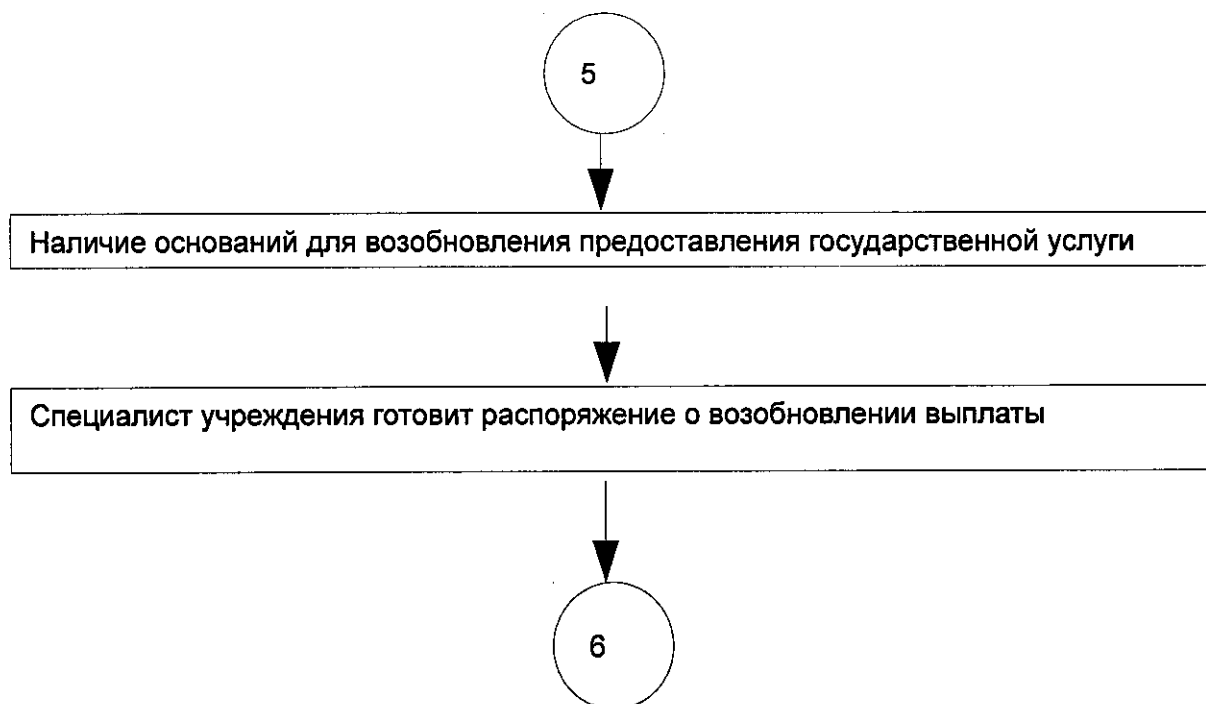 5
Наличие оснований для возобновления предоставления государственной услуги
Специалист учреждения готовит распоряжение о возобновлении выплаты
6